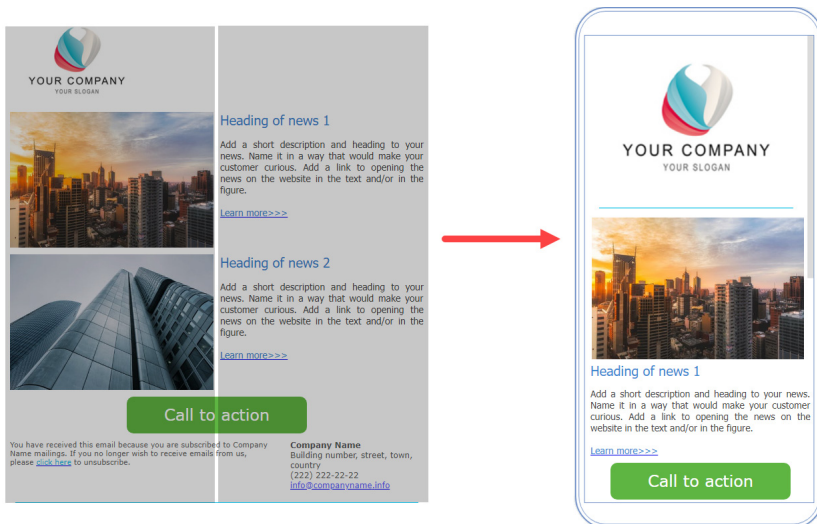 YOUR COMPANY
YOUR SLOGAN
Heading of news 1
Add a short description and heading to your
news. Name it in a way that would make your
customer curious. Add a link to opening the
news on the website in the text and/or in the
figure.
Learn more>>>
Heading of news 2
Add a short description and heading to your
news. Name it in a way that would make your
customer curious. Add a link to opening the
news on the website in the text and/or in the
figure.
Learn more>>>
Call to action
You have received this email because you are subscribed to Company
Name mailings. If you no longer wish to receive emails from us,
please click here to unsubscribe.
Company Name
Building number, street, town,
country
(222) 222-22-22
info@companyname.info
YOUR COMPANY
YOUR SLOGAN
Heading of news 1
Add a short description and heading to your news.
Name it in a way that would make your customer
curious. Add a link to opening the news on the
website in the text and/or in the figure.
Learn more>>>
Call to action